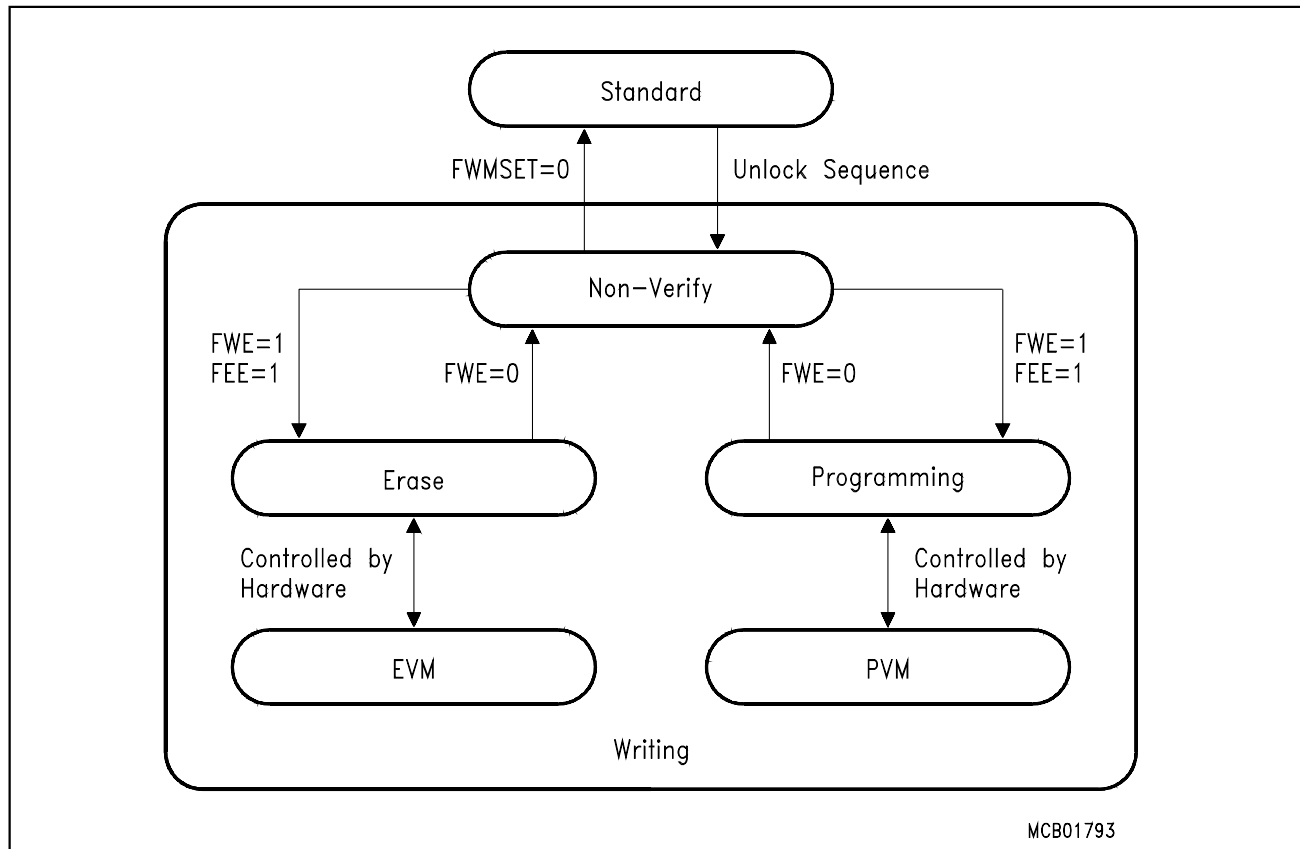 Standard
FWMSET=0
Unlock Sequence
Non-Verify
FWE=1
FEE=1
FWE=0
FWE=0
FWE=1
FEE=1
Erase
Programming
Controlled by
Hardware
Controlled by
Hardware
EVM
PVM
Writing
MCB01793